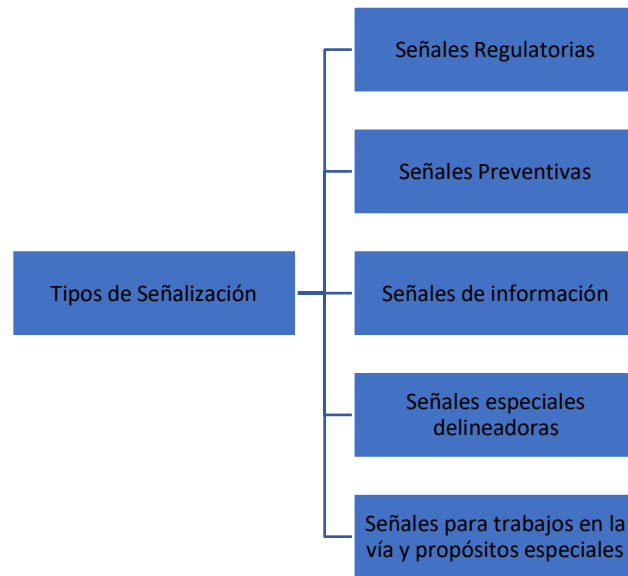 Señales Regulatorias
Señales Preventivas
Tipos de Señalización
Señales de información
Señales especiales
delineadoras
Señales para trabajos en la
vía y propósitos especiales